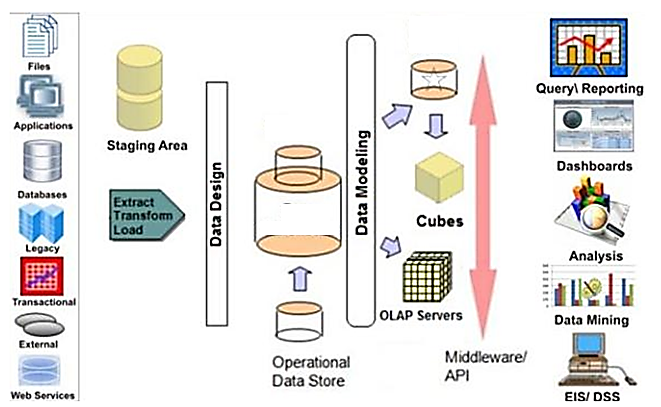 Files
Applications
Databases
Legacy
Transactional
External
Web Services
Staging Area
Extract
Transform
Load
Data Design
Operational
Data Store
Data Modeling
Cubes
OLAP Servers
Middleware/
API
Query\ Reporting
Dashboards
Analysis
Data Mining
EIS/ DSS